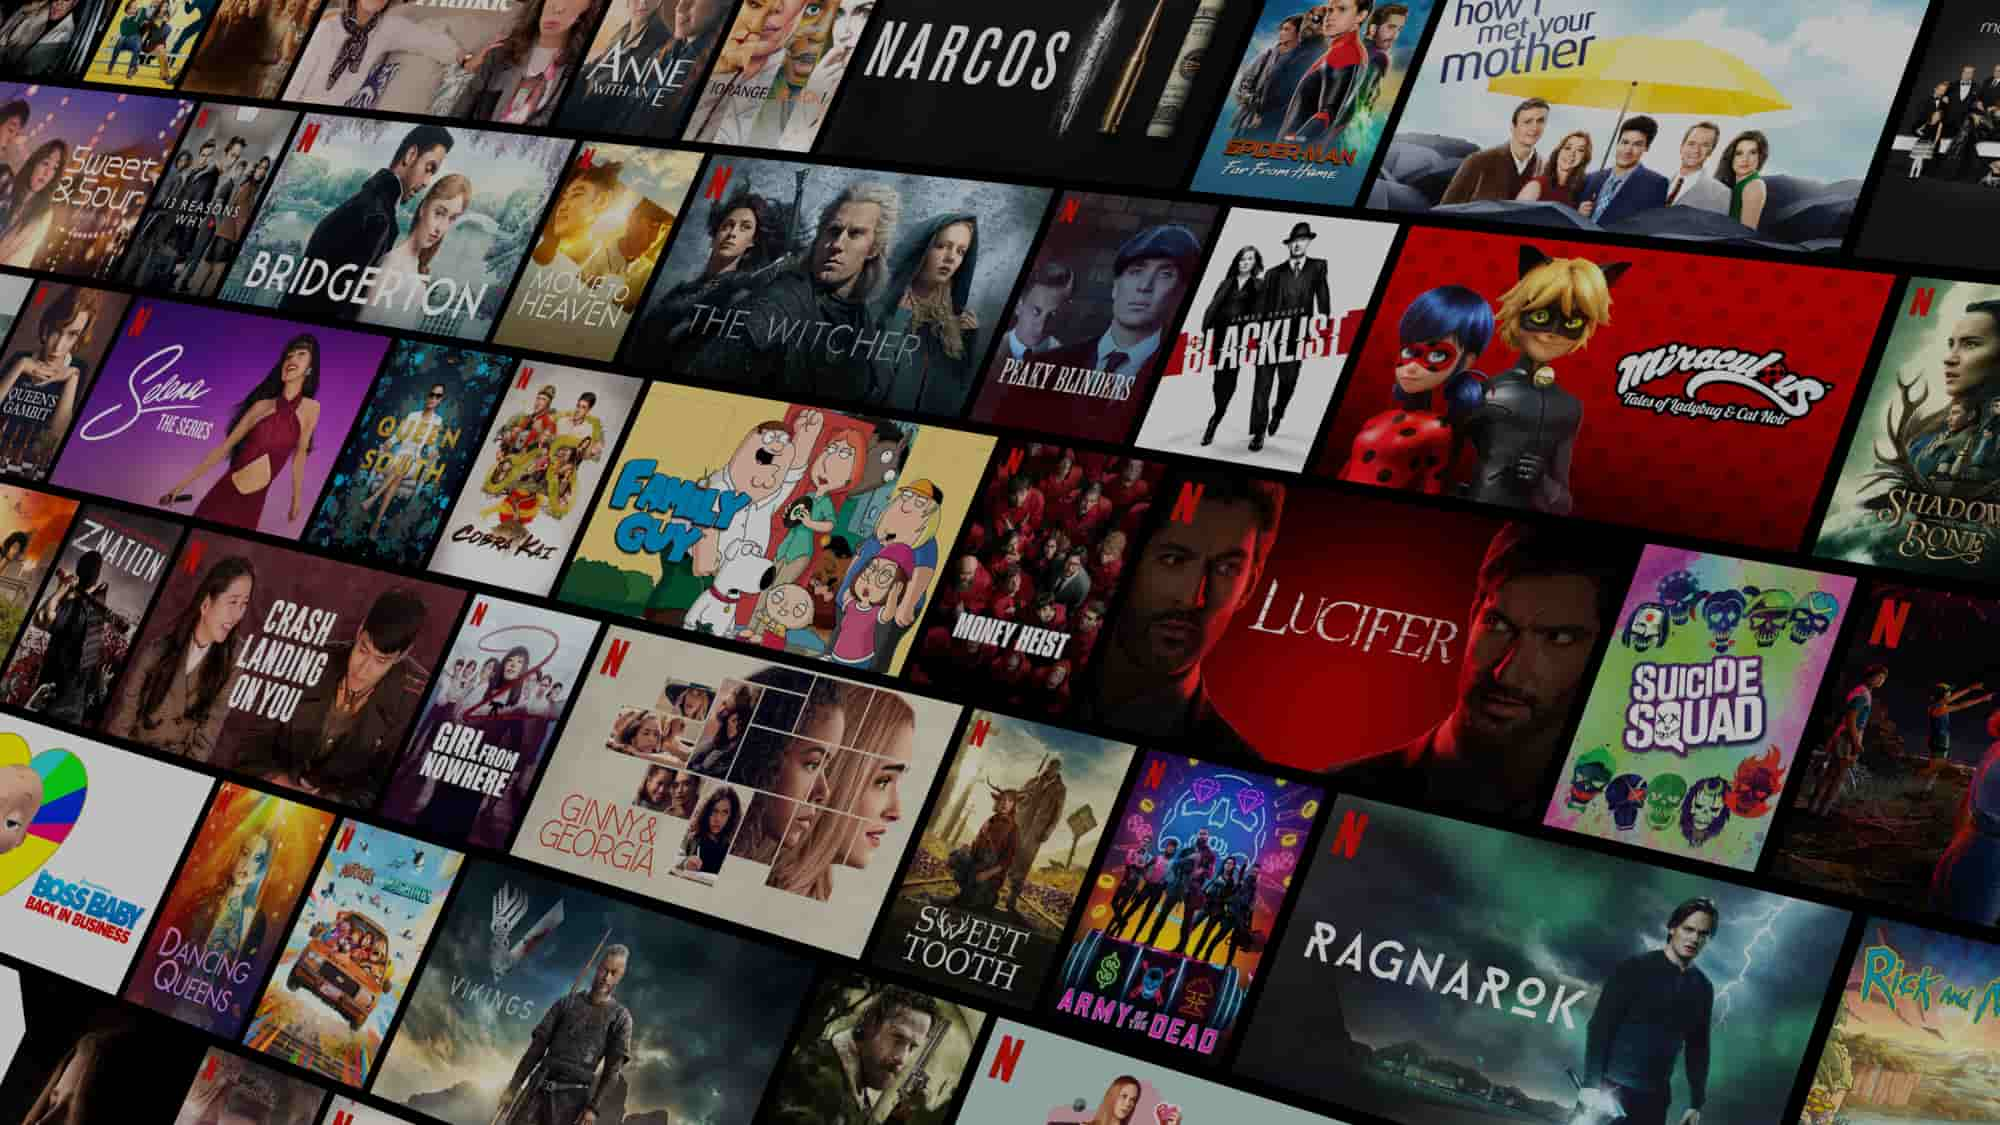 ANNE
WITH AN E
ORANGE
BLACK
NARCOS
SPIDER-MAN
Far From Home
how I
met your
mother
Sweet
& Sour
13 REASONS
WHY
BRIDGERTON
MOVE TO
HEAVEN
THE WITCHER
PEAKY BLINDERS
BLACKLIST
Miraculous
Tales of Ladybug & Cat Noir
SHADOW
BONE
QUEEN'S
GAMBIT
Selena
THE SERIES
QUEEN
SOUTH
COBRA KAI
FAMILY
GUY
MONEY HEIST
LUCIFER
SUICIDE
SQUAD
Z NATION
CRASH
LANDING
ON YOU
GIRL FROM
NOWHERE
GINNY &
GEORGIA
SWEET
TOOTH
ARMY OF THE DEAD
RAGNAROK
RICK AND M
BOSS BABY
BACK IN BUSINESS
DANCING
QUEENS
MACHINES
VIKINGS